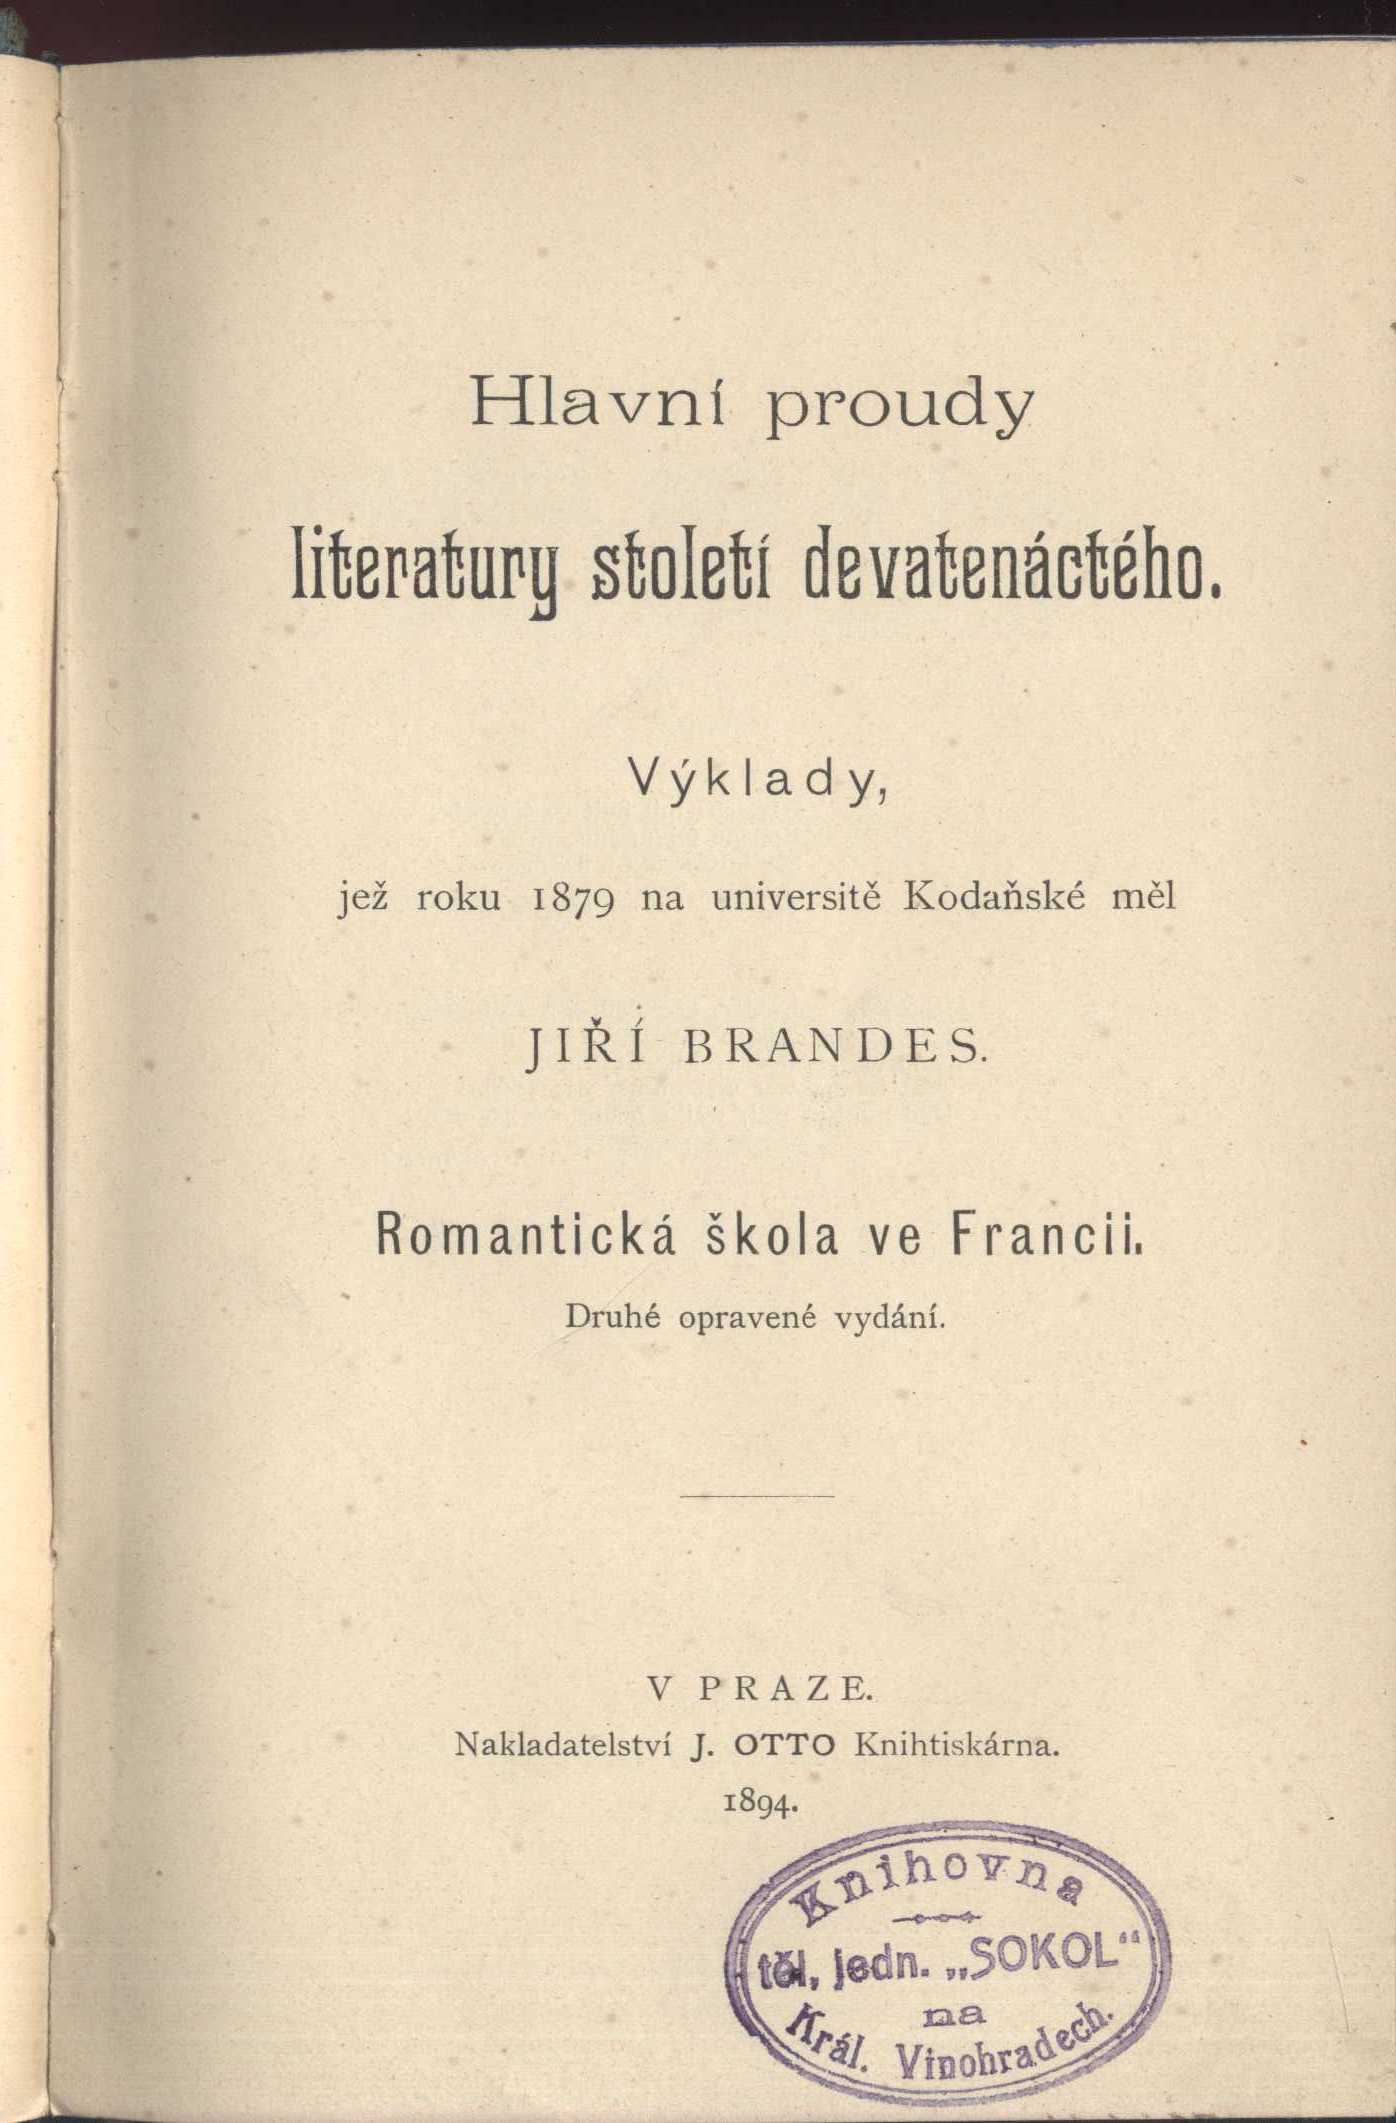 Hlavní proudy
literatury století devatenáctého.
Výklady,
jež roku 1879 na universitě Kodaňské měl
JIŘÍ BRANDES.
Romantická škola ve Francii.
Druhé opravené vydání.
V PRAZE.
Nakladatelství J. OTTO Knihtiskárna.
1894.
Knihovna
těl. jedn. „SOKOL“
na
Král. Vinohradech.